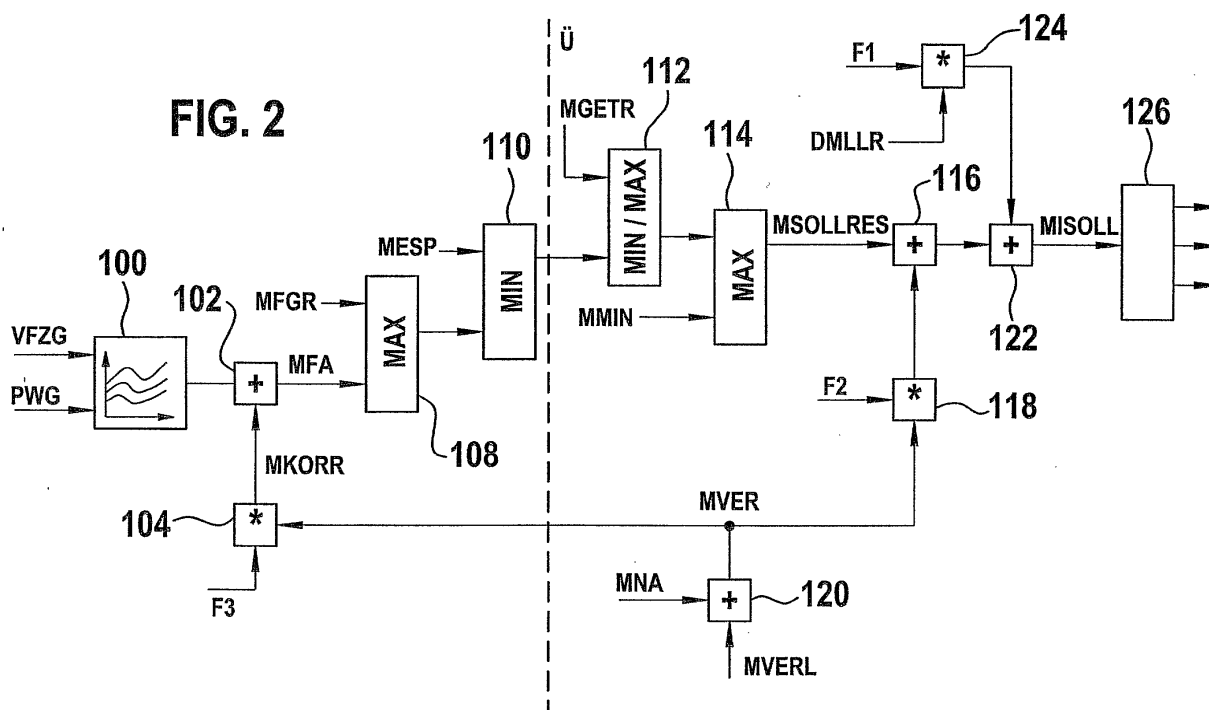 Ü
F1
*
124
112
FIG. 2
MGETR
126
110
114
DMLLR
116
MIN / MAX
MESP
MSOLLRES
+
+
MISOLL
100
102
MIN
MAX
MFGR
MMIN
122
VFZG
MAX
MFA
PWG
+
F2
*
118
108
MKORR
MVER
104
*
MNA
+
120
F3
MVERL